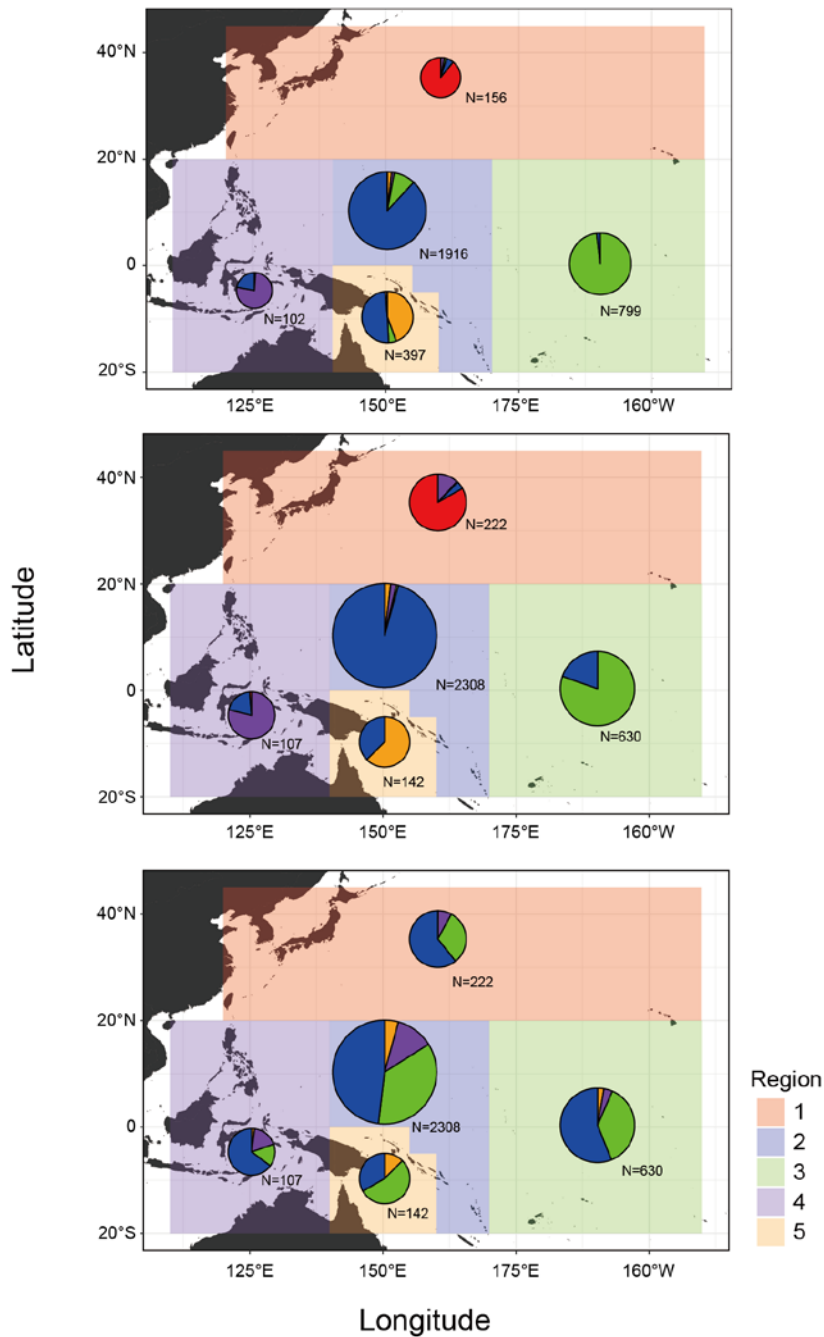 40°N
N=156
20°N
N=1916
0
N=799
N=102
N=397
20°S
125°E 150°E 175°E 160°W
40°N
N=222
20°N
N=2308
0
N=630
N=107
N=142
20°S
125°E 150°E 175°E 160°W
Latitude
40°N
N=222
20°N
N=2308
0
N=630
N=107
N=142
20°S
125°E 150°E 175°E 160°W
Longitude
Region
1
2
3
4
5